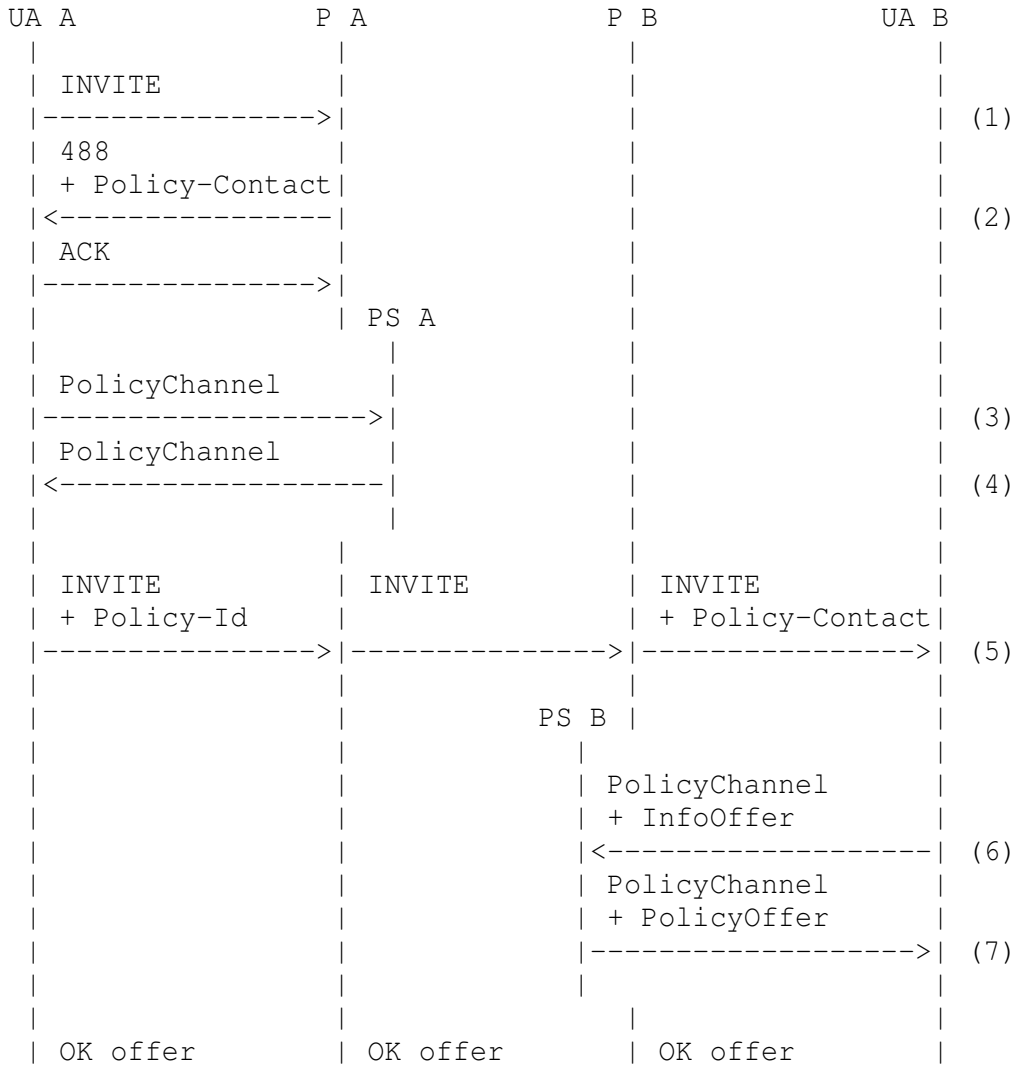 UA A P A P B UA B
| | | |
| INVITE | | |
|---------------->| | | (1)
| 488 | | |
| + Policy-Contact| | |
|<----------------| | | (2)
| ACK | | |
|---------------->| | |
| | PS A | |
| | | |
| PolicyChannel | | |
|------------------->| | | (3)
| PolicyChannel | | |
|<-------------------| | | (4)
| | | |
| | | |
| INVITE | INVITE | INVITE |
| + Policy-Id | | + Policy-Contact|
|---------------->|--------------->|---------------->| (5)
| | | |
| | PS B | |
| | | |
| | | PolicyChannel |
| | | + InfoOffer |
| | |<-------------------| (6)
| | | PolicyChannel |
| | | + PolicyOffer |
| | |------------------->| (7)
| | | |
| | | |
| OK offer | OK offer | OK offer |